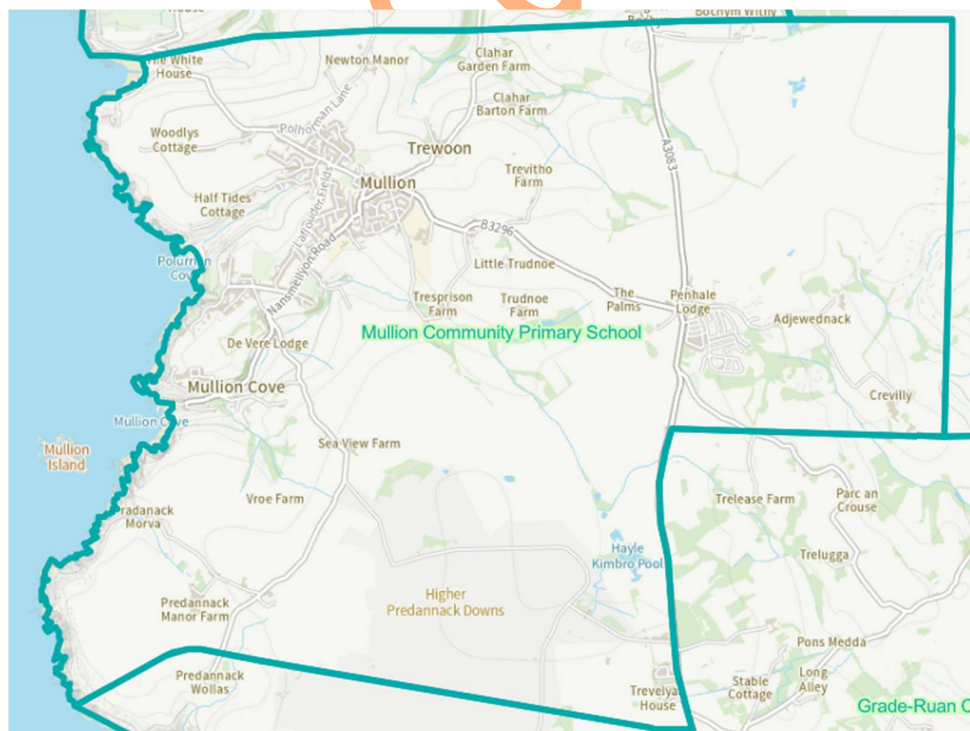 House
Bochym Withy
The White
House
Newton Manor
Clahar
Garden Farm
Polhorman Lane
Clahar
Barton Farm
Woodlys
Cottage
Trewoon
A3083
Mullion
Trevitho
Farm
Half Tides
Cottage
Laflouder Fields
B3296
Nansmellyon Road
Little Trudnoe
Tresprison
Farm
Trudnoe
Farm
The
Palms
Penhale
Lodge
Adjewednack
Mullion Community Primary School
De Vere Lodge
Mullion Cove
Crevilly
Mullion
Island
Sea View Farm
Vroe Farm
Trelease Farm
Parc an
Crouse
Morva
Hayle
Kimbro Pool
Trelugga
Higher
Predannack Downs
Predannack
Manor Farm
Pons Medda
Predannack
Wollas
Trevelya
House
Stable
Cottage
Long
Alley
Grade-Ruan C